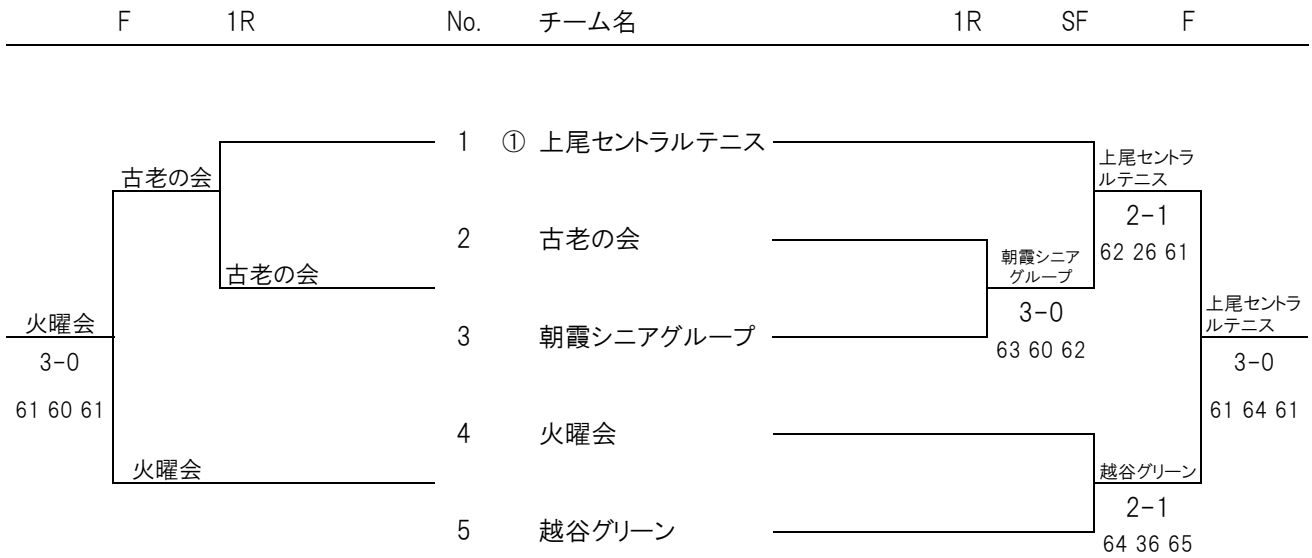 F 1R No. チーム名 1R SF F
1 ① 上尾セントラルテニス
上尾セントラ
ルテニス
古老の会
2-1
2 古老の会
62 26 61
朝霞シニア
グループ
古老の会
3-0
上尾セントラ
ルテニス
火曜会
3 朝霞シニアグループ
63 60 62
3-0
3-0
61 60 61
61 64 61
4 火曜会
火曜会
越谷グリーン
2-1
5 越谷グリーン
64 36 65